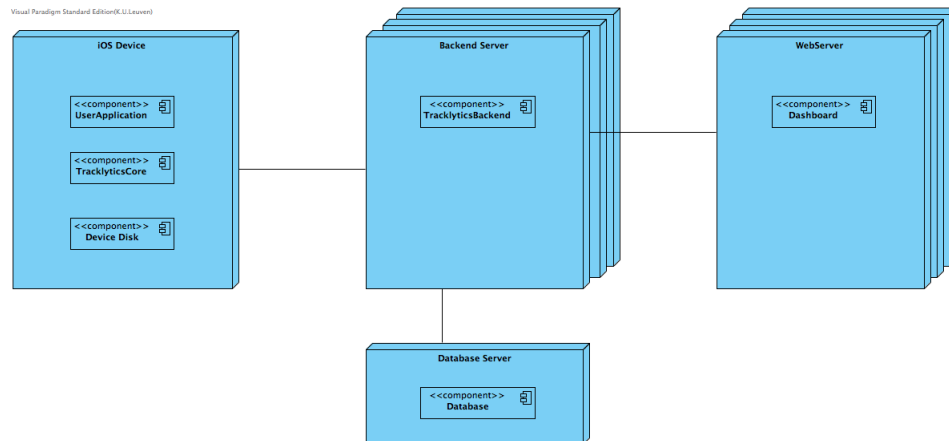 Visual Paradigm Standard Edition(K.U.Leuven)
iOS Device
<<component>>
UserApplication
<<component>>
TracklyticsCore
<<component>>
Device Disk
Backend Server
<<component>>
TracklyticsBackend
WebServer
<<component>>
Dashboard
Database Server
<<component>>
Database